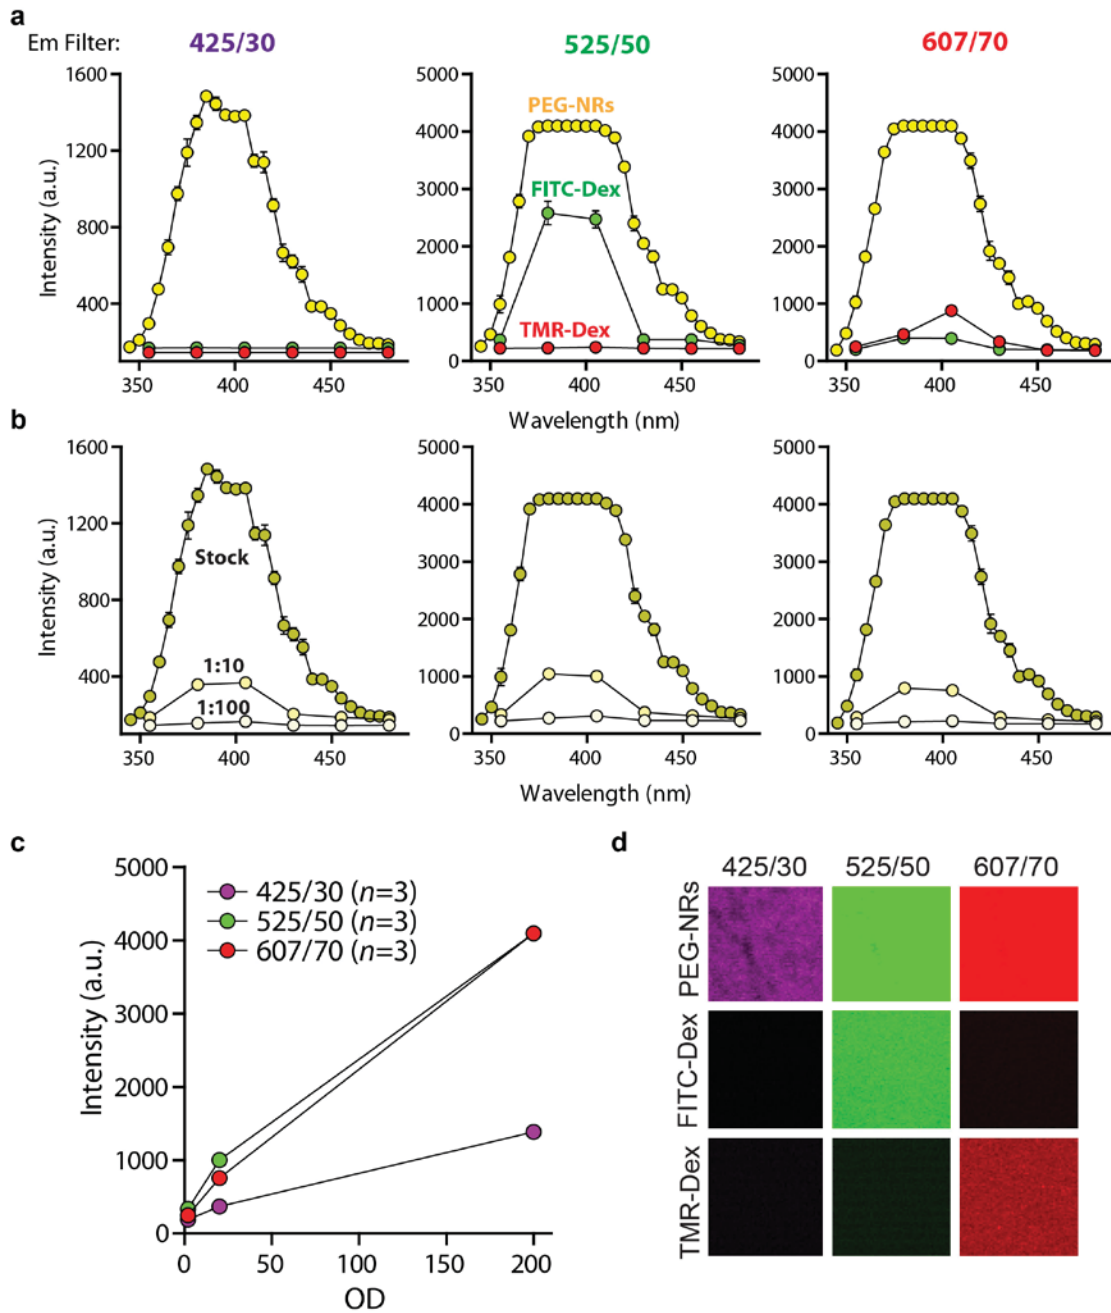 a
Em Filter: 425/30 525/50 607/70
1600 5000 5000
PEG-NRs
1200 4000 4000
FITC-Dex
3000 3000
800
2000 2000
400 1000 1000
TMR-Dex
0 0
Intensity (a.u.)
350 400 450 350 400 450 350 400 450
Wavelength (nm)
b
1600 5000 5000
1200 4000 4000
Stock
3000 3000
800
2000 2000
1:10
400 1000 1000
1:100
0 0
Intensity (a.u.)
350 400 450 350 400 450 350 400 450
Wavelength (nm)
c
5000
425/30 (n=3)
525/50 (n=3)
4000
607/70 (n=3)
3000
2000
1000
0
Intensity (a.u.)
0 50 100 150 200
OD
d
425/30 525/50 607/70
PEG-NRs
FITC-Dex
TMR-Dex